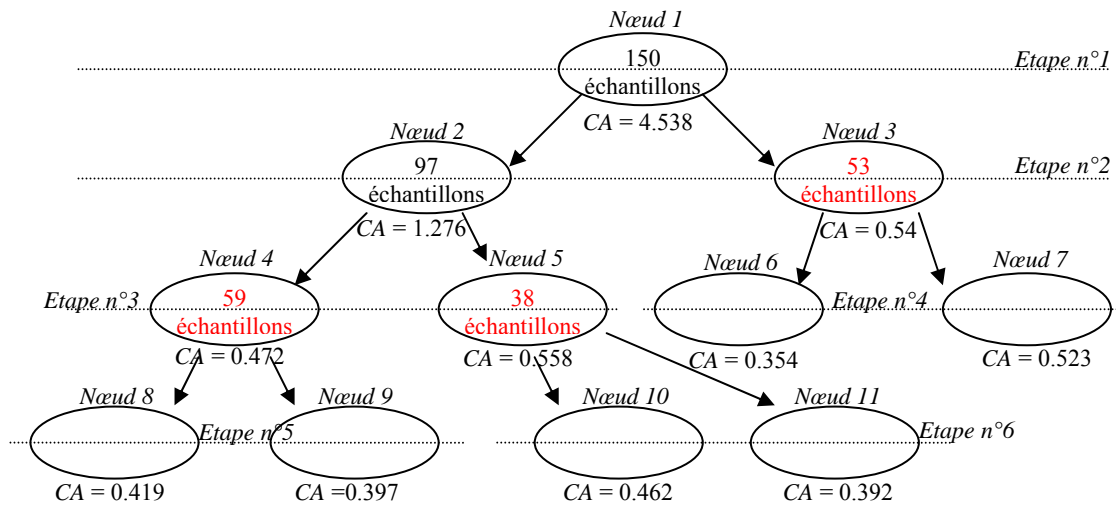 Nœud 1
150
échantillons
Etape n°1
CA = 4.538
Nœud 2
Nœud 3
97
échantillons
53
échantillons
Etape n°2
CA = 1.276
CA = 0.54
Nœud 4
Nœud 5
Nœud 6
Nœud 7
Etape n°3
59
échantillons
38
échantillons
Etape n°4
CA = 0.472
CA = 0.558
CA = 0.354
CA = 0.523
Nœud 8
Nœud 9
Nœud 10
Nœud 11
Etape n°5
Etape n°6
CA = 0.419
CA =0.397
CA = 0.462
CA = 0.392